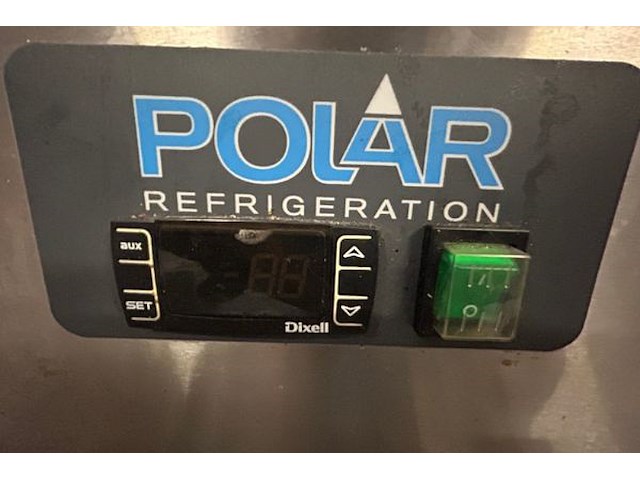 POLAR
REFRIGERATION
aux
SET
Dixell